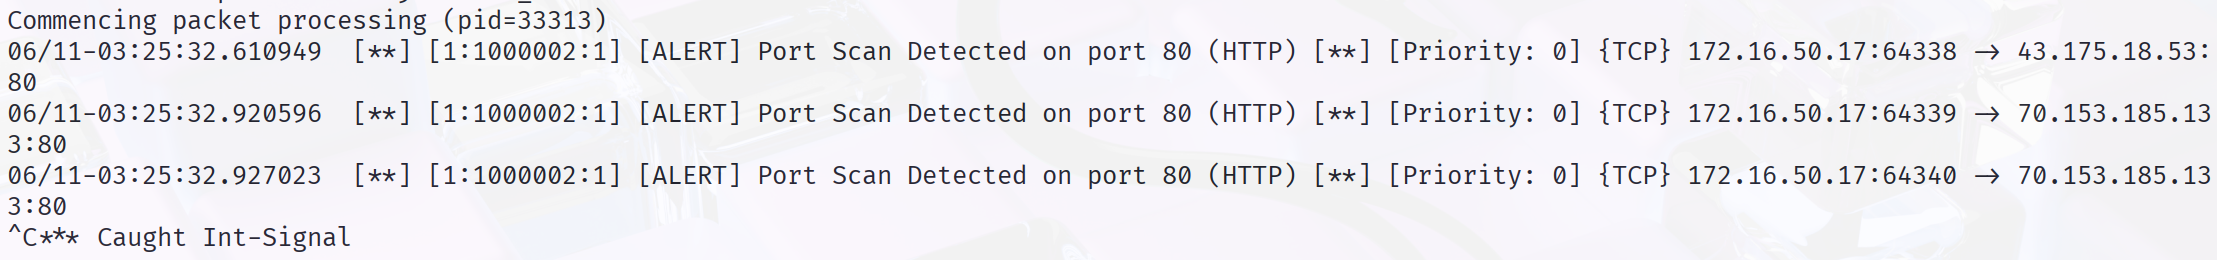 Commencing packet processing (pid=33313)
06/11-03:25:32.610949  [**] [1:1000002:1] [ALERT] Port Scan Detected on port 80 (HTTP) [**] [Priority: 0] {TCP} 172.16.50.17:64338 → 43.175.18.53:
80
06/11-03:25:32.920596  [**] [1:1000002:1] [ALERT] Port Scan Detected on port 80 (HTTP) [**] [Priority: 0] {TCP} 172.16.50.17:64339 → 70.153.185.13
3:80
06/11-03:25:32.927023  [**] [1:1000002:1] [ALERT] Port Scan Detected on port 80 (HTTP) [**] [Priority: 0] {TCP} 172.16.50.17:64340 → 70.153.185.13
3:80
^C*** Caught Int-Signal